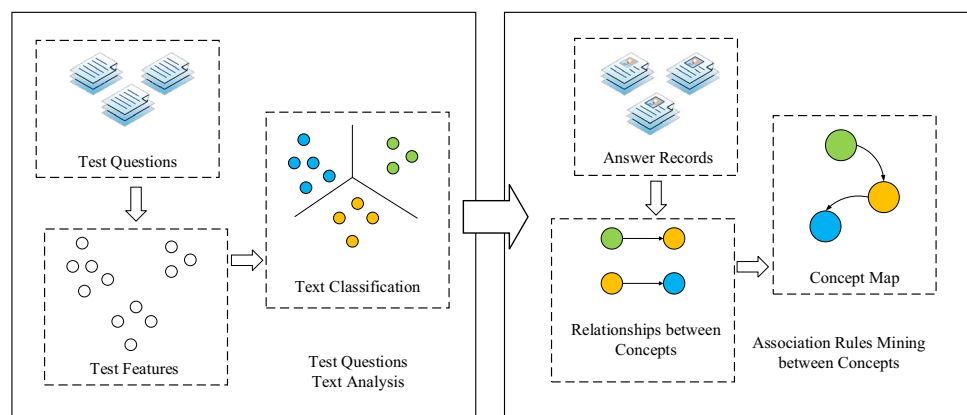 Test Questions
Test Features
Text Classification
Test Questions
Text Analysis
Answer Records
Relationships between
Concepts
Concept Map
Association Rules Mining
between Concepts